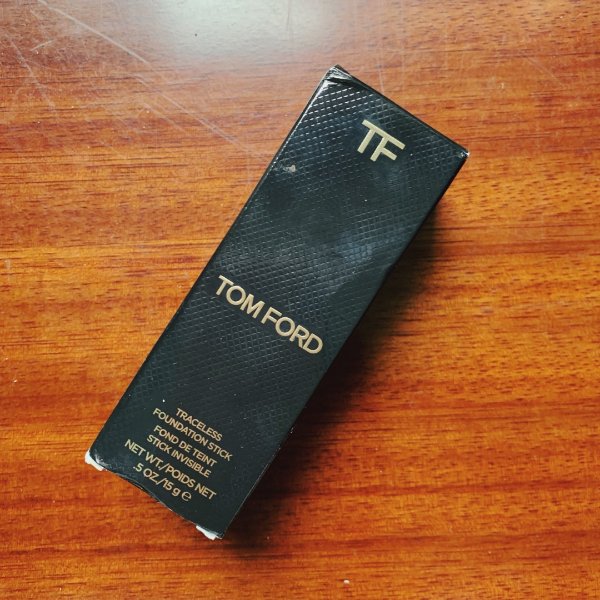 TF
TOM FORD
TRACELESS
FOUNDATION STICK
FOND DE TEINT
STICK INVISIBLE
NET WT./POIDS NET
.5 OZ./15 g ℮